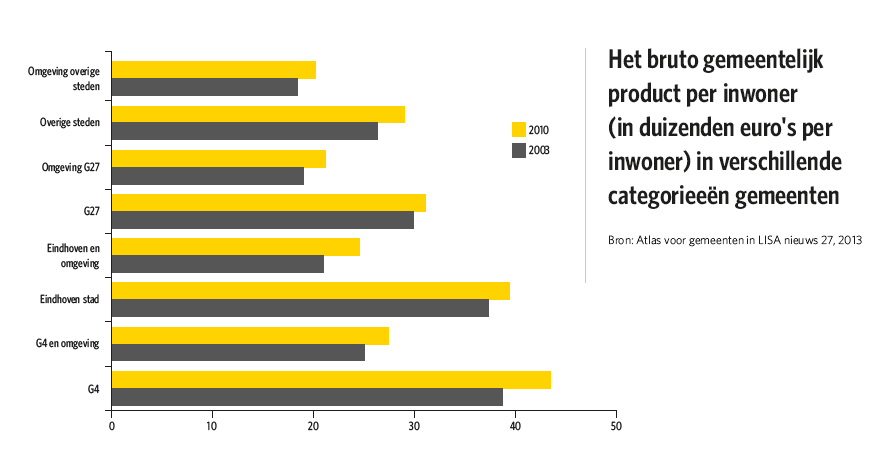 Omgeving overige
steden
Overige steden
Omgeving G27
G27
Eindhoven en
omgeving
Eindhoven stad
G4 en omgeving
G4
0 10 20 30 40 50
2010
2003
Het bruto gemeentelijk
product per inwoner
(in duizenden euro's per
inwoner) in verschillende
categorieeën gemeenten
Bron: Atlas voor gemeenten in LISA nieuws 27, 2013